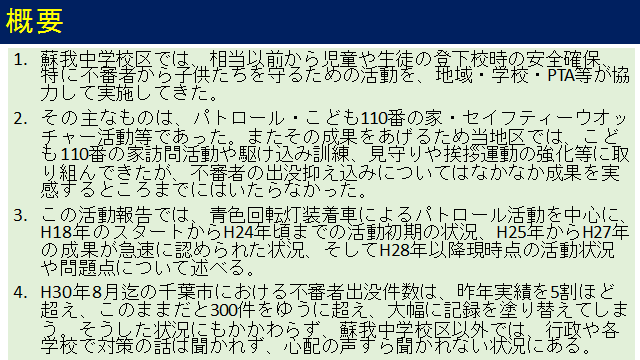 概要
1. 蘇我中学校区では、相当以前から児童や生徒の登下校時の安全確保、
特に不審者から子供たちを守るための活動を、地域・学校・PTA等が協
力して実施してきた。
2. その主なものは、パトロール・こども110番の家・セイフティーウオッ
チャー活動等であった。またその成果をあげるため当地区では、こど
も110番の家訪問活動や駆け込み訓練、見守りや挨拶運動の強化等に取
り組んできたが、不審者の出没抑え込みについてはなかなか成果を実
感するところまでにはいたらなかった。
3. この活動報告では、青色回転灯装着車によるパトロール活動を中心に、
H18年のスタートからH24年頃までの活動初期の状況、H25年からH27年
の成果が急速に認められた状況、そしてH28年以降現時点の活動状況
や問題点について述べる。
4. H30年8月迄の千葉市における不審者出没件数は、昨年実績を5割ほど
超え、このままだと300件をゆうに超え、大幅に記録を塗り替えてしま
う。そうした状況にもかかわらず、蘇我中学校区以外では、行政や各
学校で対策の話は聞かれず、心配の声すら聞かれない状況にある。